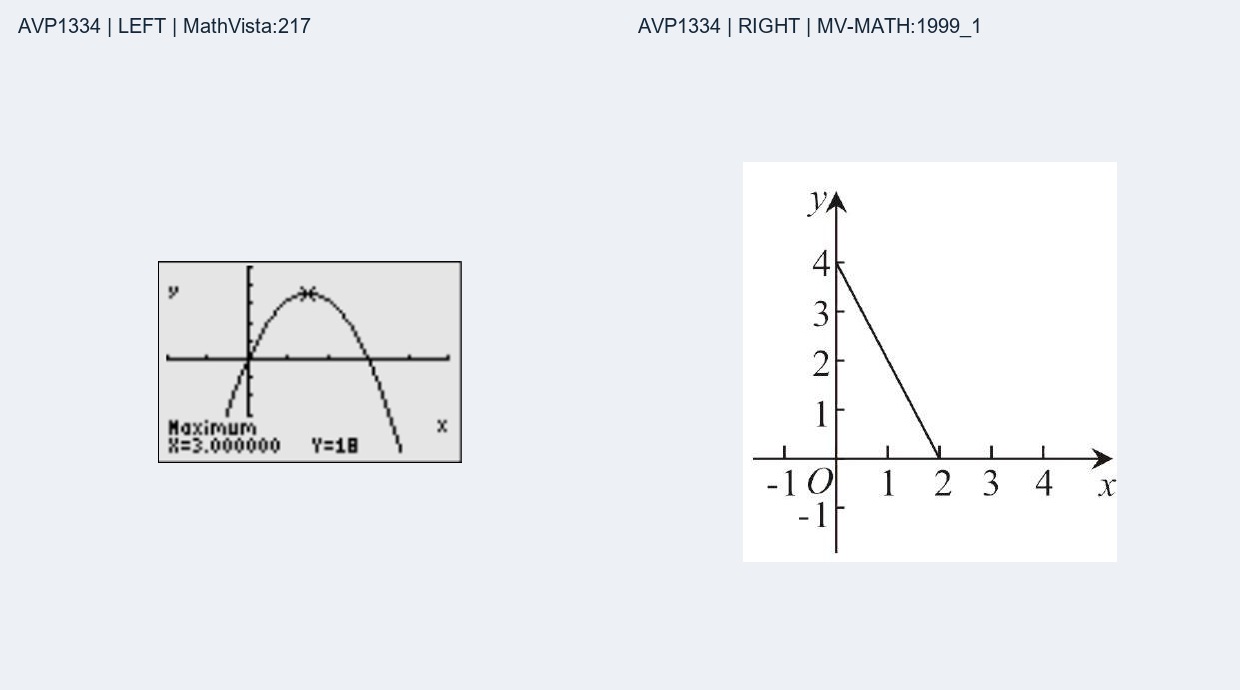 AVP1334 | LEFT | MathVista:217
AVP1334 | RIGHT | MV-MATH:1999_1
y
Maximum
X=3.000000 Y=18
x
y
4
3
2
1
-1 O 1 2 3 4 x
-1